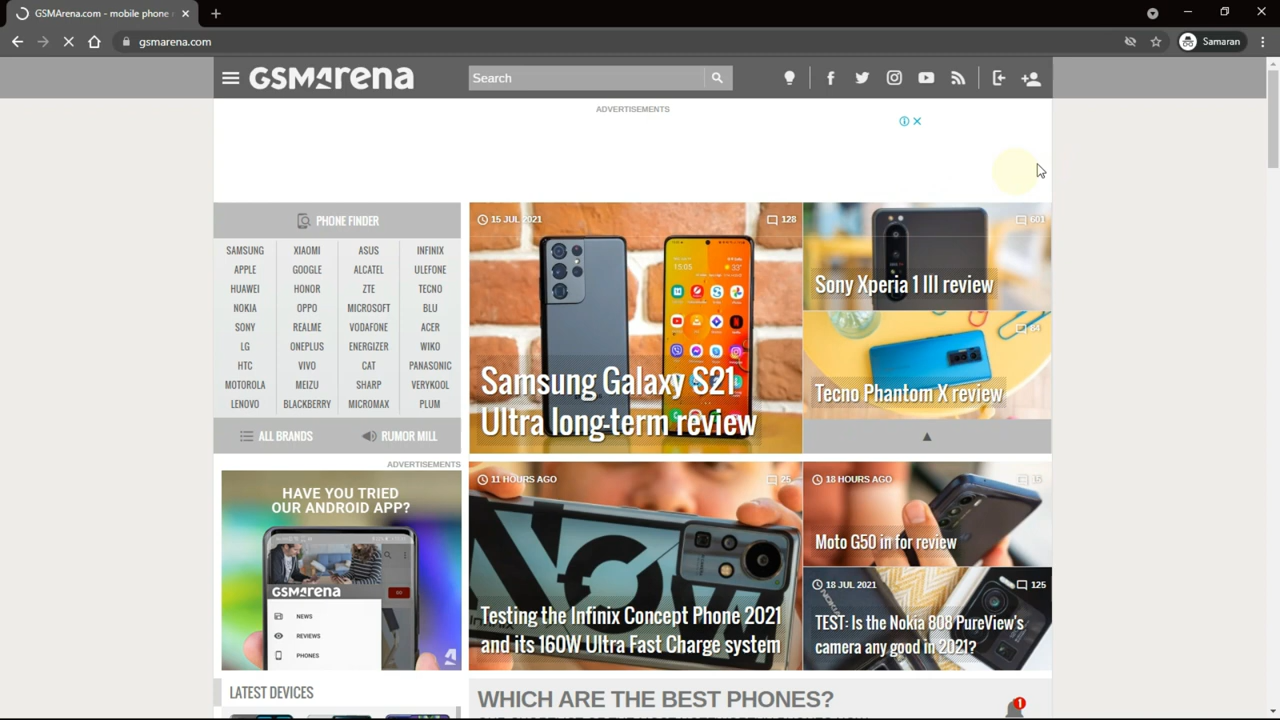 GSMArena.com - mobile phone r
gsmarena.com
Samaran
GSMArena
Search
ADVERTISEMENTS
PHONE FINDER
SAMSUNG XIAOMI ASUS INFINIX
APPLE GOOGLE ALCATEL ULEFONE
HUAWEI HONOR ZTE TECNO
NOKIA OPPO MICROSOFT BLU
SONY REALME VODAFONE ACER
LG ONEPLUS ENERGIZER WIKO
HTC VIVO CAT PANASONIC
MOTOROLA MEIZU SHARP VERYKOOL
LENOVO BLACKBERRY MICROMAX PLUM
ALL BRANDS RUMOR MILL
15 JUL 2021 128
Samsung Galaxy S21
Ultra long-term review
601
Sony Xperia 1 III review
64
Tecno Phantom X review
ADVERTISEMENTS
HAVE YOU TRIED
OUR ANDROID APP?
GSMArena
NEWS
REVIEWS
PHONES
11 HOURS AGO 25
Testing the Infinix Concept Phone 2021
and its 160W Ultra Fast Charge system
18 HOURS AGO 15
Moto G50 in for review
18 JUL 2021 125
NOKIA
TEST: Is the Nokia 808 PureView's
camera any good in 2021?
LATEST DEVICES
WHICH ARE THE BEST PHONES?
1